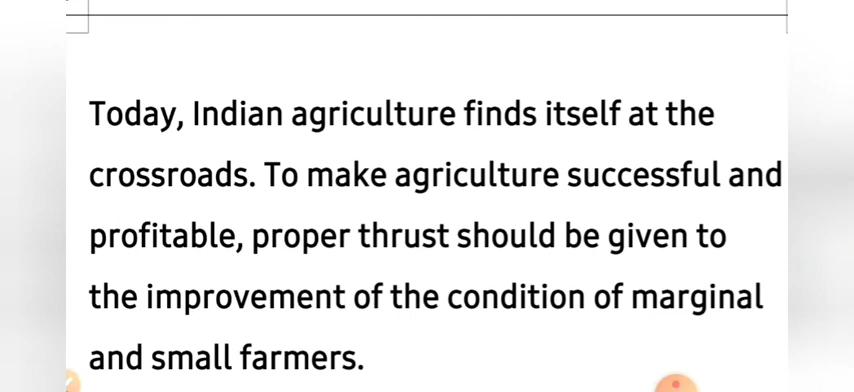 Today, Indian agriculture finds itself at the
crossroads. To make agriculture successful and
profitable, proper thrust should be given to
the improvement of the condition of marginal
and small farmers.